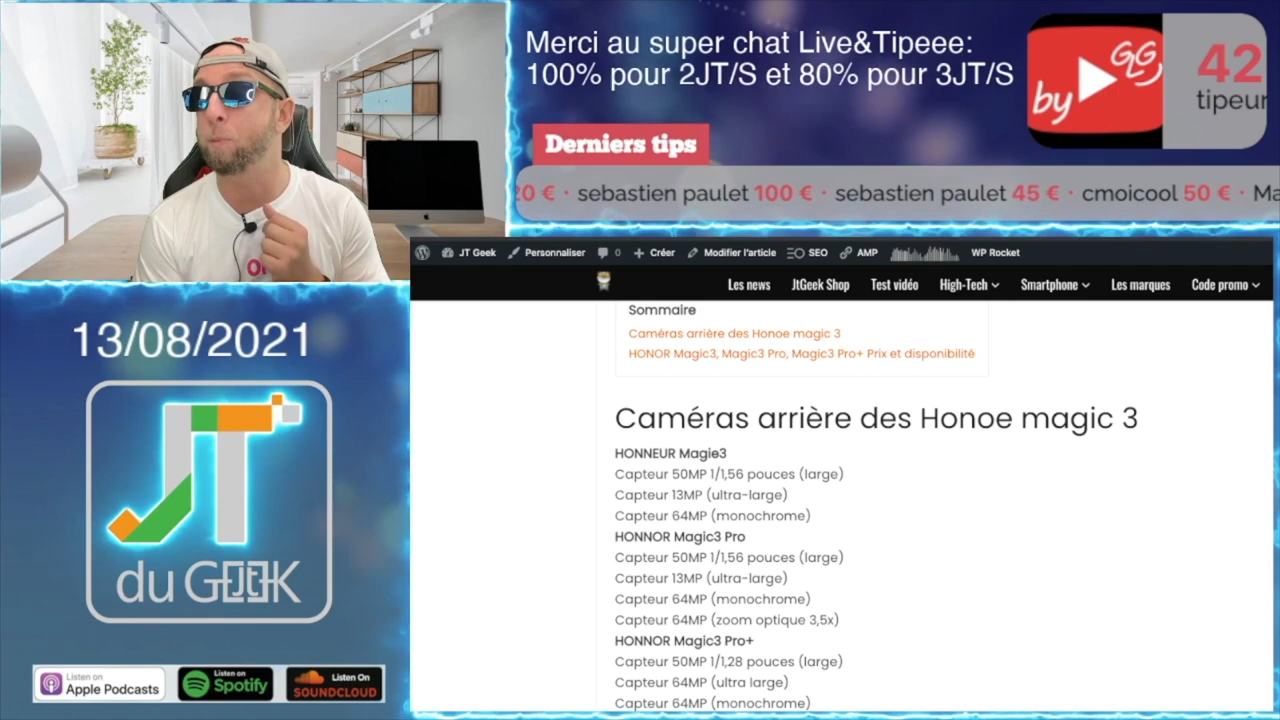 Merci au super chat Live&Tipeee:
100% pour 2JT/S et 80% pour 3JT/S
by GG
42
tipeur
Derniers tips
20 € · sebastien paulet 100 € · sebastien paulet 45 € · cmoicool 50 € · Ma
JT Geek Personnaliser 0 Créer Modifier l'article SEO AMP WP Rocket
Les news JtGeek Shop Test vidéo High-Tech Smartphone Les marques Code promo
Sommaire
Caméras arrière des Honoe magic 3
HONOR Magic3, Magic3 Pro, Magic3 Pro+ Prix et disponibilité
Caméras arrière des Honoe magic 3
HONNEUR Magie3
Capteur 50MP 1/1,56 pouces (large)
Capteur 13MP (ultra-large)
Capteur 64MP (monochrome)
HONNOR Magic3 Pro
Capteur 50MP 1/1,56 pouces (large)
Capteur 13MP (ultra-large)
Capteur 64MP (monochrome)
Capteur 64MP (zoom optique 3,5x)
HONNOR Magic3 Pro+
Capteur 50MP 1/1,28 pouces (large)
Capteur 64MP (ultra large)
Capteur 64MP (monochrome)
13/08/2021
JT
du GEEK
Listen on
Apple Podcasts
Listen on
Spotify
Listen On
SOUNDCLOUD